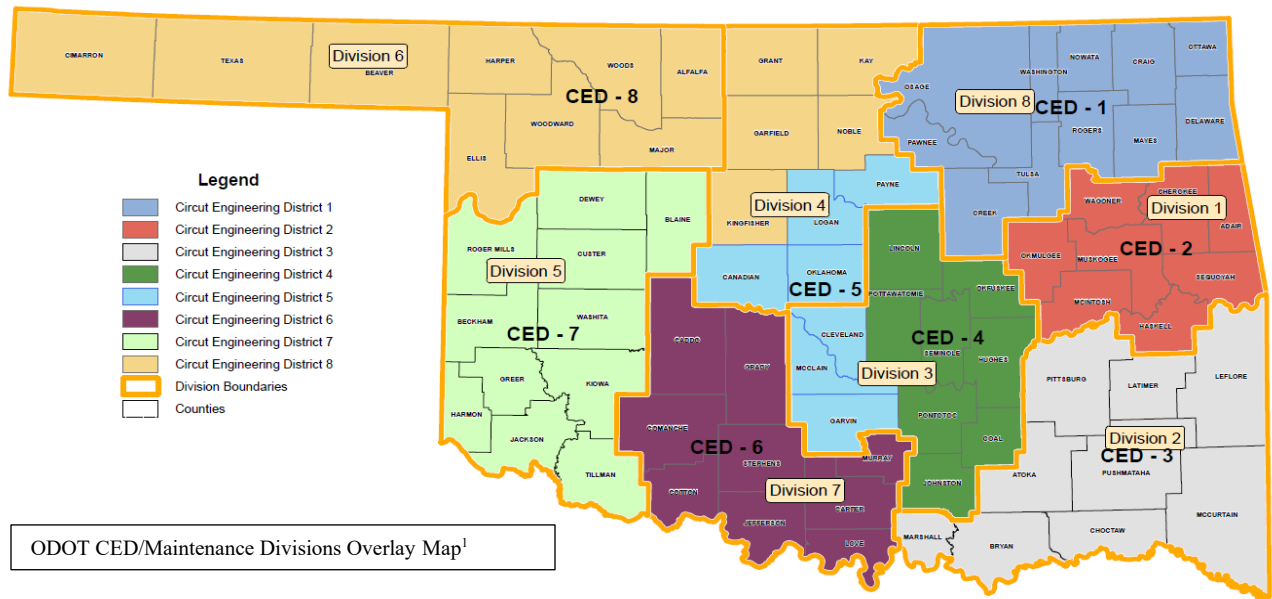 CIMARRON
TEXAS
Division 6
BEAVER
HARPER
WOODS
ALFALFA
CED - 8
WOODWARD
ELLIS
MAJOR
GRANT
KAY
GARFIELD
NOBLE
OSAGE
WASHINGTON
NOWATA
CRAIG
OTTAWA
Division 8
CED - 1
PAWNEE
ROGERS
MAYES
DELAWARE
TULSA
CREEK
Legend
Circut Engineering District 1
Circut Engineering District 2
Circut Engineering District 3
Circut Engineering District 4
Circut Engineering District 5
Circut Engineering District 6
Circut Engineering District 7
Circut Engineering District 8
Division Boundaries
Counties
DEWEY
BLAINE
ROGER MILLS
CUSTER
Division 5
WASHITA
BECKHAM
CED - 7
GREER
KIOWA
HARMON
JACKSON
TILLMAN
PAYNE
Division 4
KINGFISHER
LOGAN
CANADIAN
OKLAHOMA
CED - 5
CLEVELAND
MCCLAIN
GARVIN
LINCOLN
POTTAWATOMIE
OKFUSKEE
CED - 4
SEMINOLE
HUGHES
Division 3
PONTOTOC
COAL
JOHNSTON
CHEROKEE
WAGONER
Division 1
ADAIR
OKMULGEE
MUSKOGEE
CED - 2
SEQUOYAH
MCINTOSH
HASKELL
CADDO
GRADY
COMANCHE
CED - 6
STEPHENS
MURRAY
COTTON
Division 7
JEFFERSON
CARTER
LOVE
PITTSBURG
LATIMER
LEFLORE
Division 2
CED - 3
ATOKA
PUSHMATAHA
MCCURTAIN
CHOCTAW
MARSHALL
BRYAN
ODOT CED/Maintenance Divisions Overlay Map1